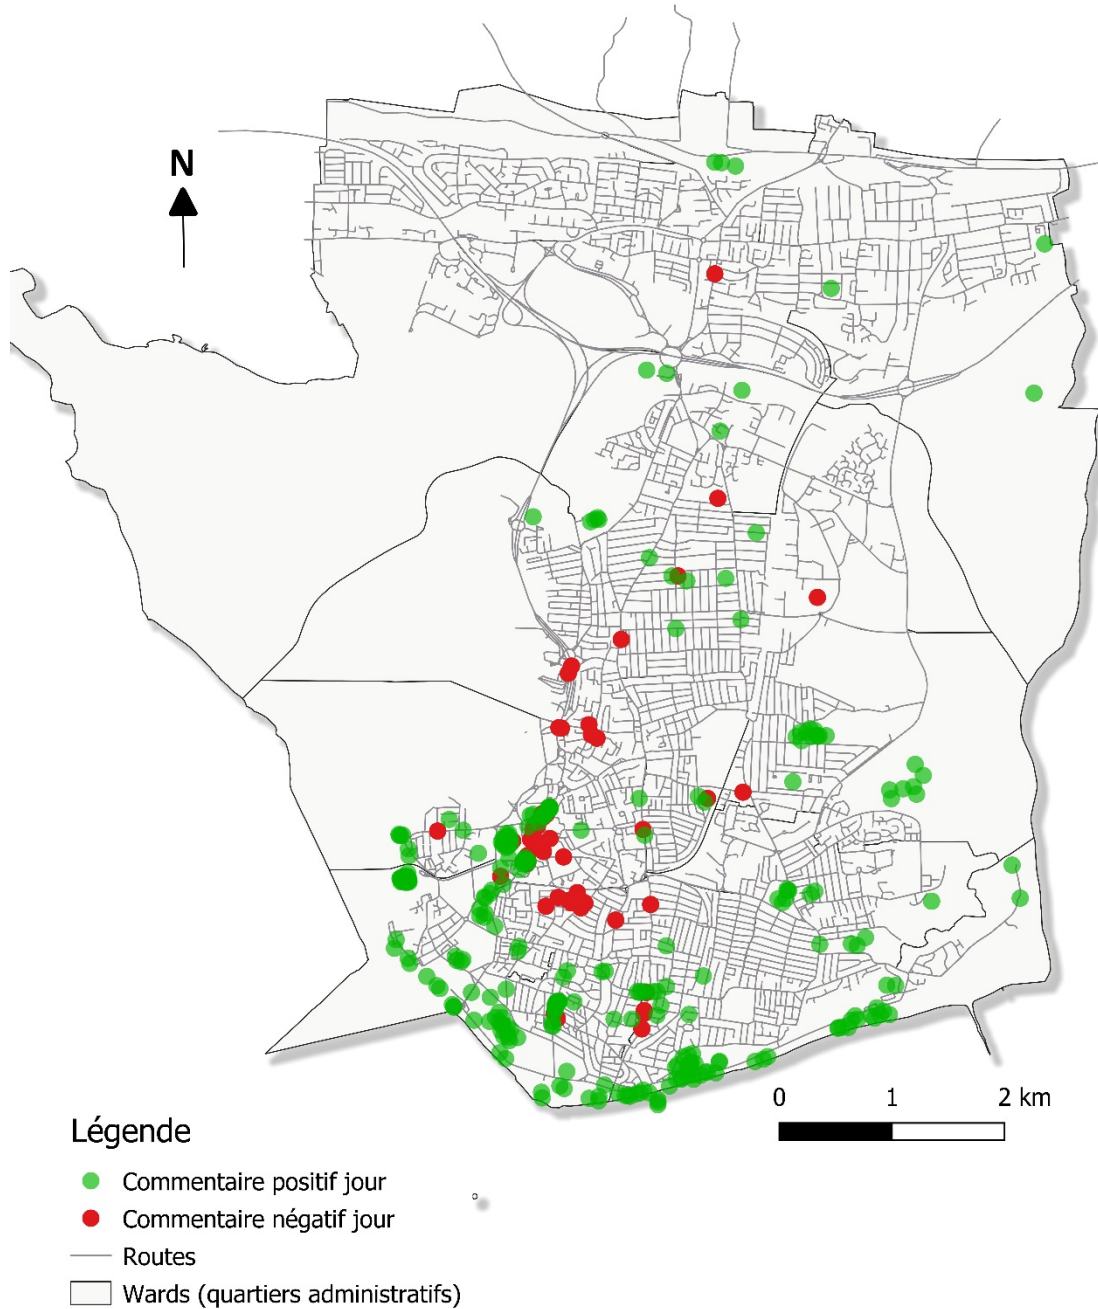 N
0 1 2 km
Légende
Commentaire positif jour
Commentaire négatif jour
Routes
Wards (quartiers administratifs)